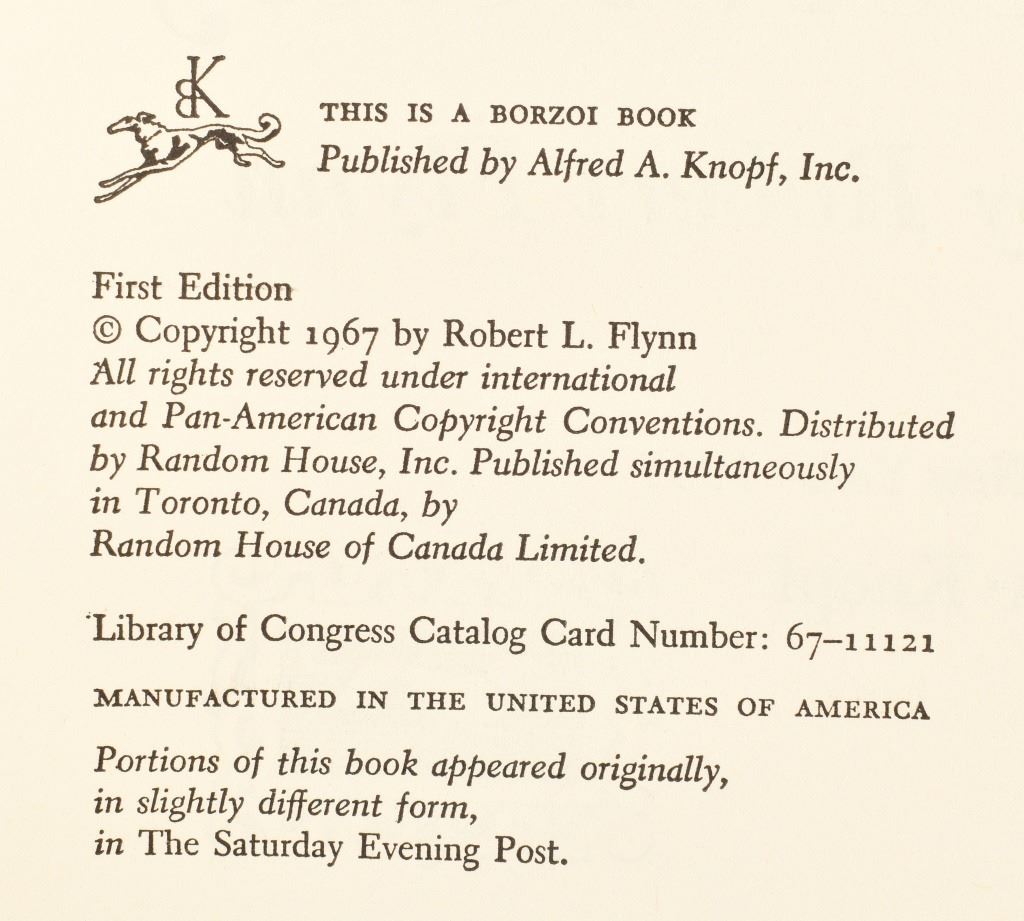 BK
THIS IS A BORZOI BOOK
Published by Alfred A. Knopf, Inc.
First Edition
© Copyright 1967 by Robert L. Flynn
All rights reserved under international
and Pan-American Copyright Conventions. Distributed
by Random House, Inc. Published simultaneously
in Toronto, Canada, by
Random House of Canada Limited.
Library of Congress Catalog Card Number: 67–11121
MANUFACTURED IN THE UNITED STATES OF AMERICA
Portions of this book appeared originally,
in slightly different form,
in The Saturday Evening Post.